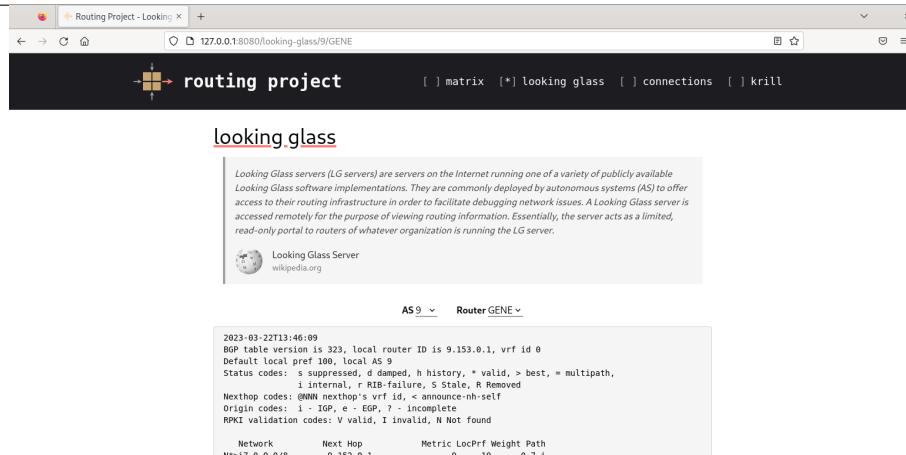 Routing Project - Looking
127.0.0.1:8080/looking-glass/9/GENE
routing project
[ ] matrix [*] looking glass [ ] connections [ ] krill
looking glass
Looking Glass servers (LG servers) are servers on the Internet running one of a variety of publicly available
Looking Glass software implementations. They are commonly deployed by autonomous systems (AS) to offer
access to their routing infrastructure in order to facilitate debugging network issues. A Looking Glass server is
accessed remotely for the purpose of viewing routing information. Essentially, the server acts as a limited,
read-only portal to routers of whatever organization is running the LG server.
Looking Glass Server
wikipedia.org
AS 9 Router GENE
2023-03-22T13:46:09
BGP table version is 323, local router ID is 9.153.0.1, vrf id 0
Default local pref 100, local AS 9
Status codes: s suppressed, d damped, h history, * valid, > best, = multipath,
i internal, r RIB-failure, S Stale, R Removed
Nexthop codes: @NNN nexthop's vrf id, < announce-nh-self
Origin codes: i - IGP, e - EGP, ? - incomplete
RPKI validation codes: V valid, I invalid, N Not found
Network Next Hop Metric LocPrf Weight Path